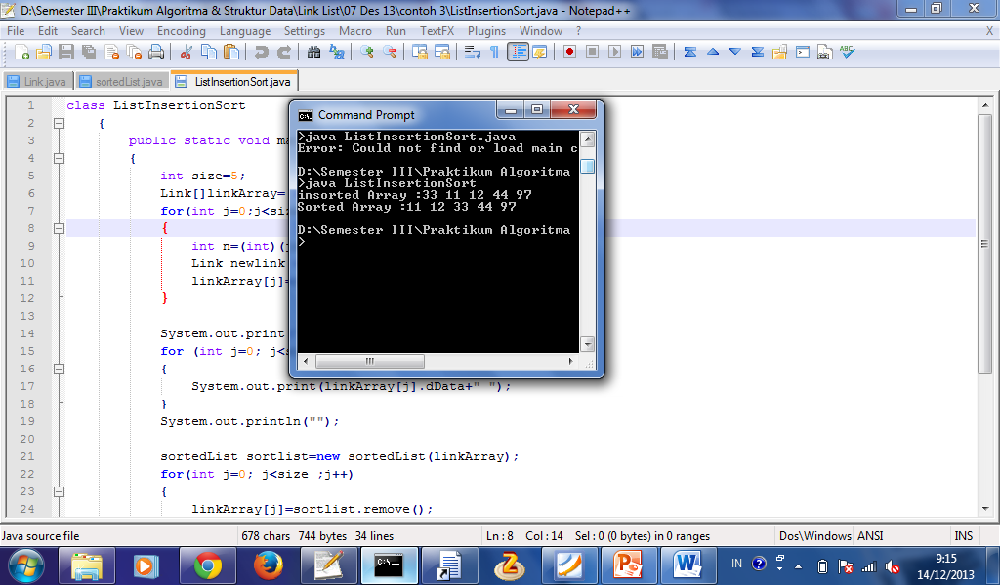 D:\Semester III\Praktikum Algoritma & Struktur Data\Link List\07 Des 13\contoh 3\ListInsertionSort.java - Notepad++
File Edit Search View Encoding Language Settings Macro Run TextFX Plugins Window ? X
Link.java sortedList.java ListInsertionSort.java
1 class ListInsertionSort
2 {
3 public static void ma
4 {
5 int size=5;
6 Link[]linkArray=
7 for(int j=0;j<si
8 {
9 int n=(int)(
10 Link newlink
11 linkArray[j]=
12 }
13
14 System.out.print
15 for (int j=0; j<s
16 {
17 System.out.print(linkArray[j].dData+" ");
18 }
19 System.out.println("");
20
21 sortedList sortlist=new sortedList(linkArray);
22 for(int j=0; j<size ;j++)
23 {
24 linkArray[j]=sortlist.remove();
Command Prompt
>java ListInsertionSort.java
Error: Could not find or load main c
D:\Semester III\Praktikum Algoritma
>java ListInsertionSort
insorted Array :33 11 12 44 97
Sorted Array :11 12 33 44 97
D:\Semester III\Praktikum Algoritma
>
Java source file 678 chars 744 bytes 34 lines Ln : 8 Col : 14 Sel : 0 (0 bytes) in 0 ranges Dos\Windows ANSI INS
IN 9:15
14/12/2013